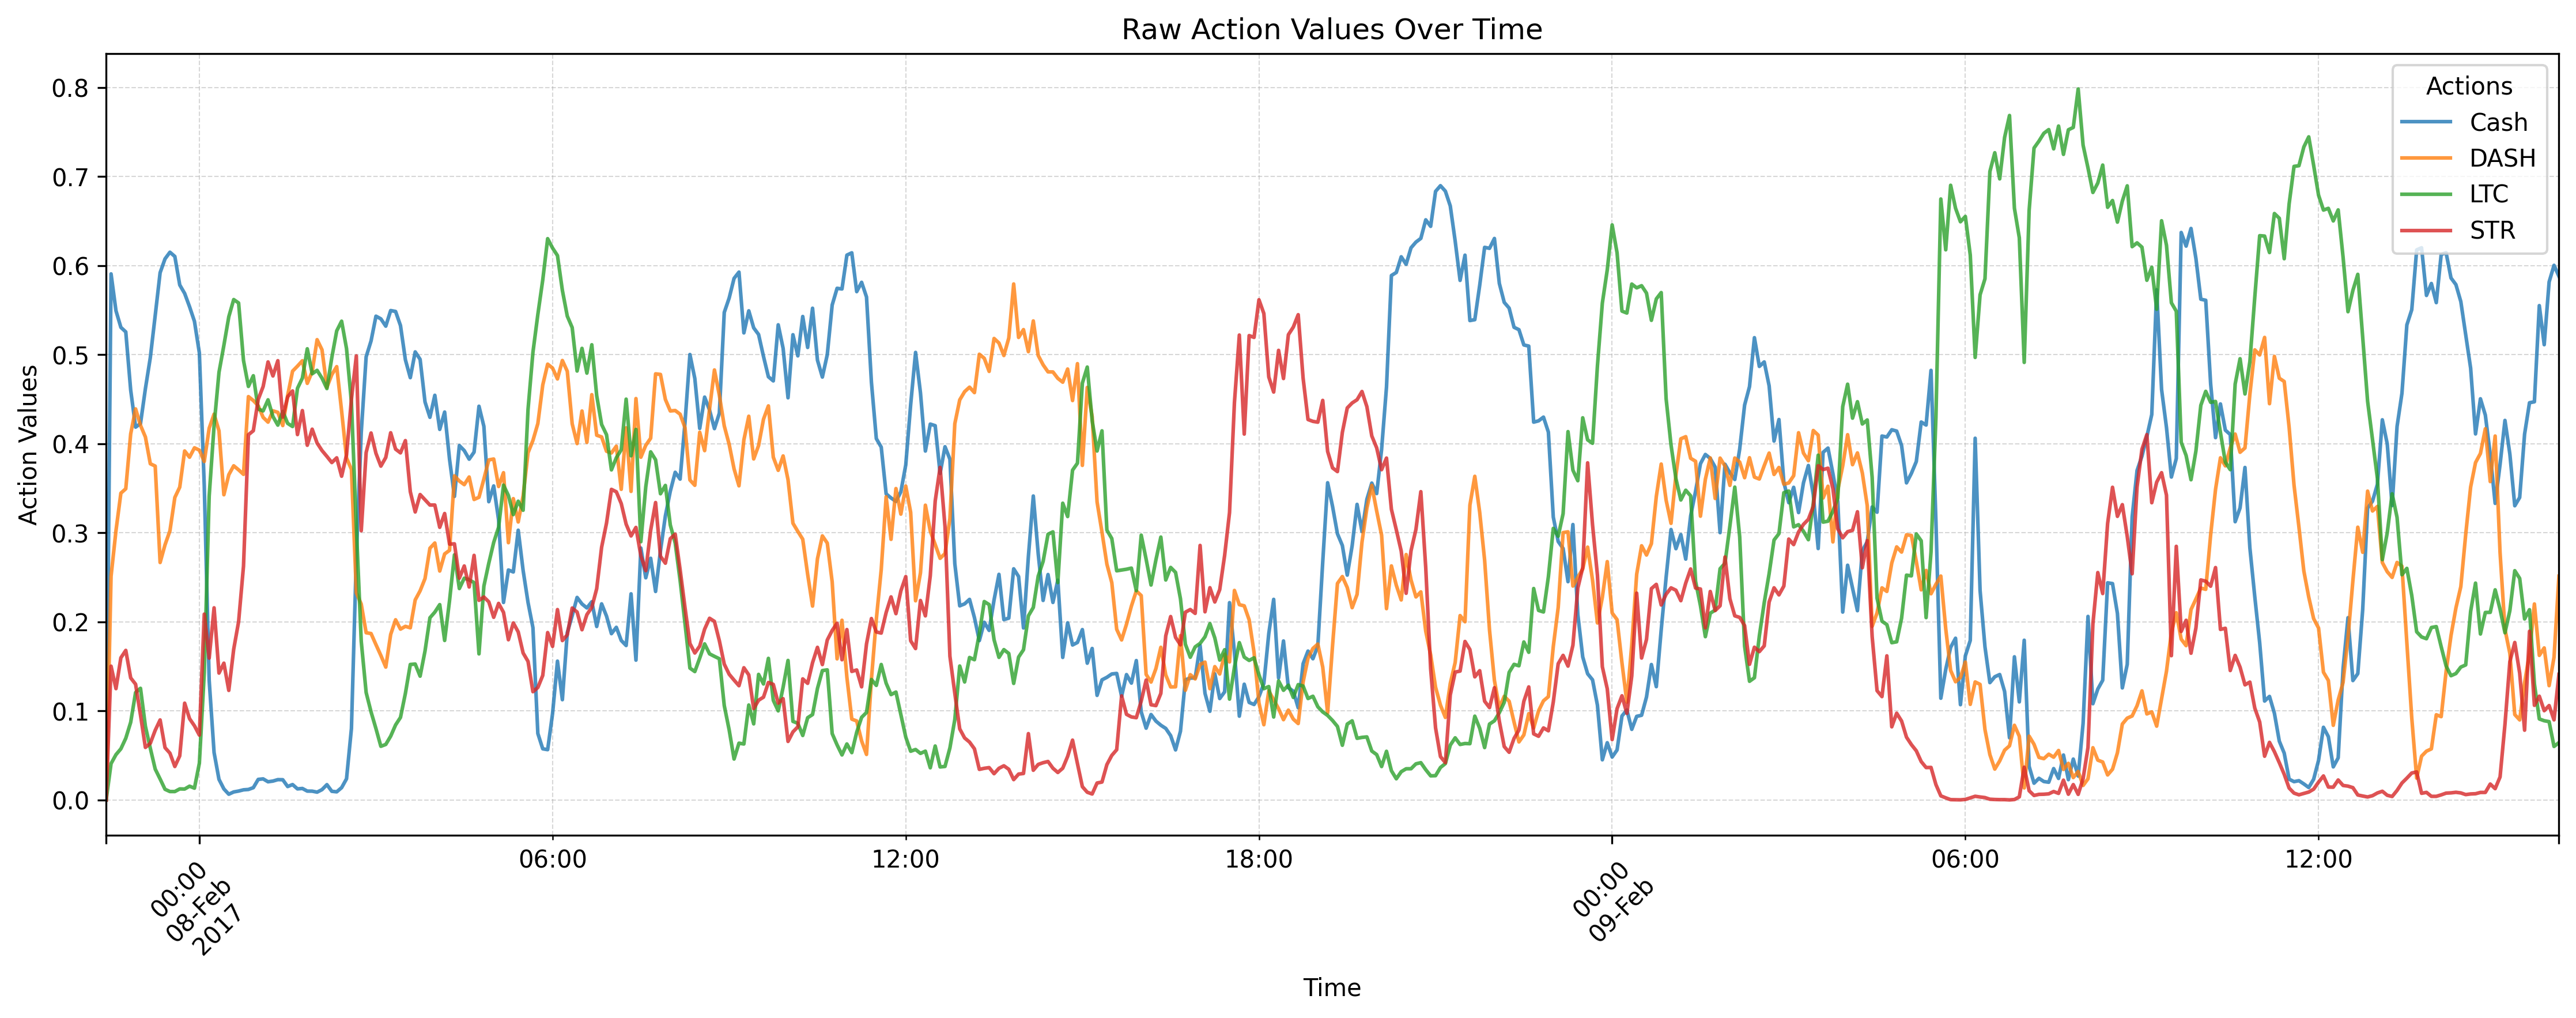 Raw Action Values Over Time
Action Values
0.8
0.7
0.6
0.5
0.4
0.3
0.2
0.1
0.0
Actions
Cash
DASH
LTC
STR
00:00
08-Feb
2017
06:00
12:00
18:00
00:00
09-Feb
06:00
12:00
Time